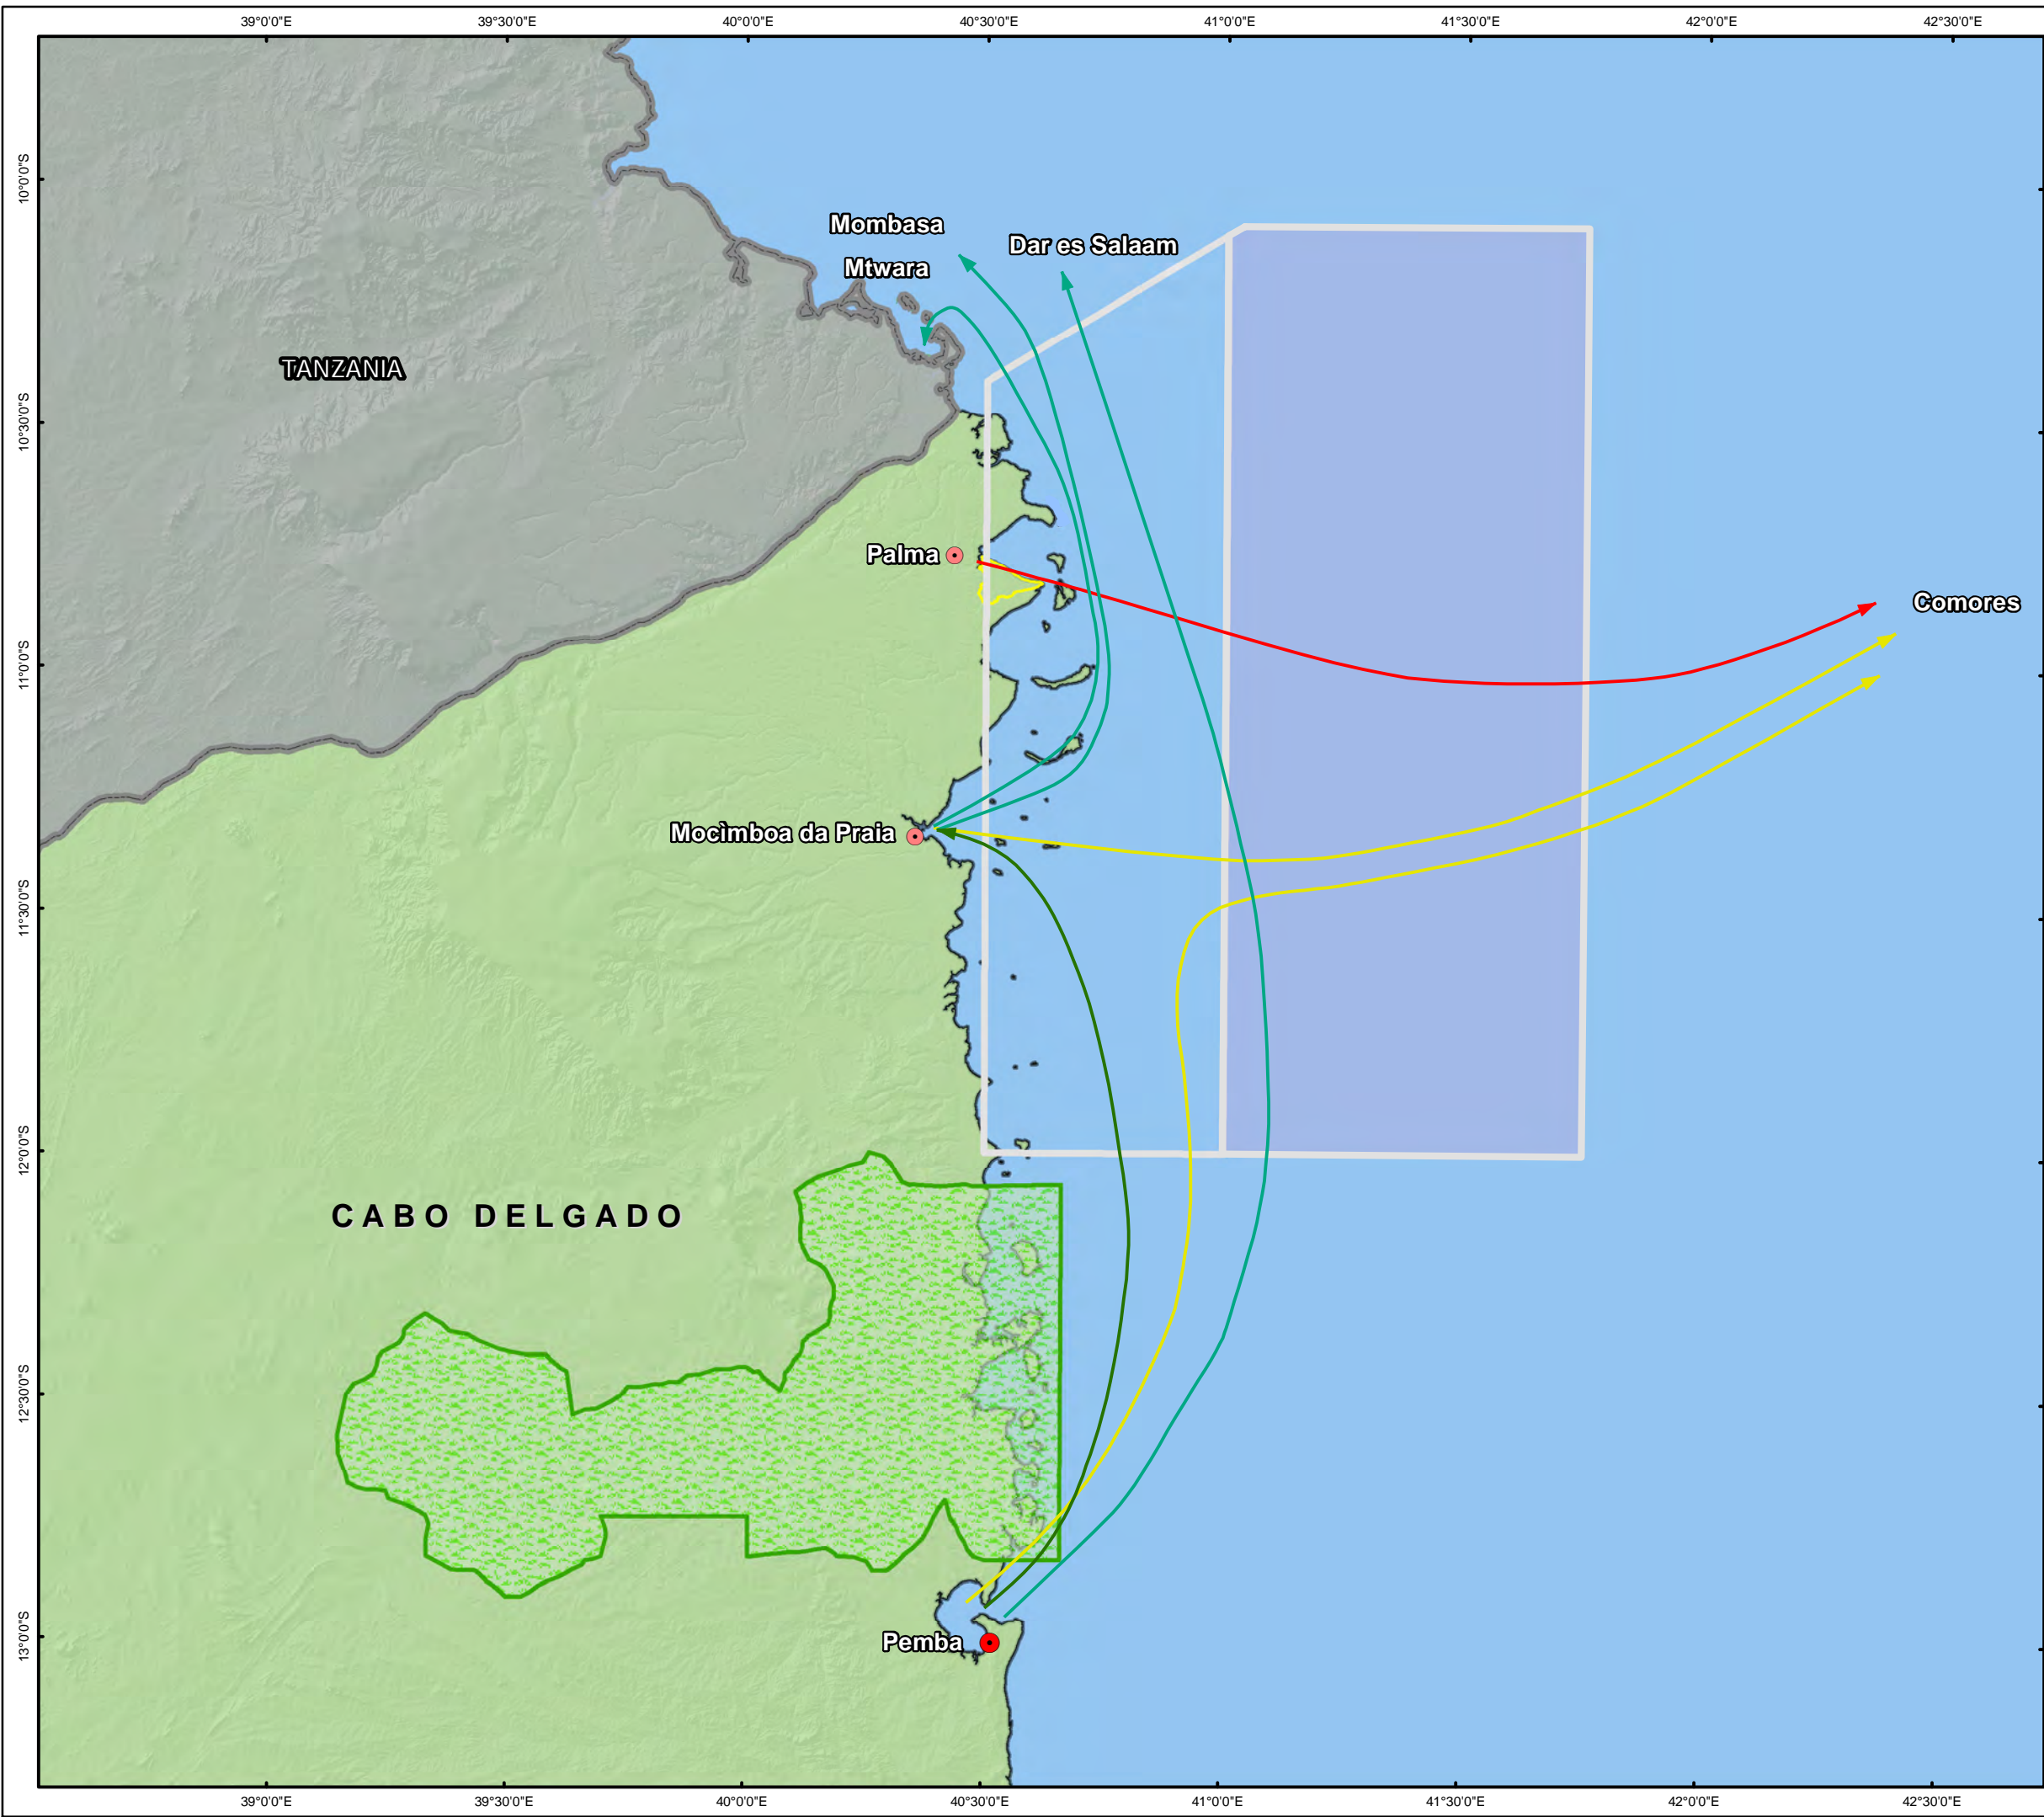 39°0'0"E 39°30'0"E 40°0'0"E 40°30'0"E 41°0'0"E 41°30'0"E 42°0'0"E 42°30'0"E
10°0'0"S
Mombasa
Dar es Salaam
Mtwara
TANZANIA
10°30'0"S
Palma
Comores
11°0'0"S
Mocìmboa da Praia
11°30'0"S
12°0'0"S
CABO DELGADO
12°30'0"S
13°0'0"S
Pemba
39°0'0"E 39°30'0"E 40°0'0"E 40°30'0"E 41°0'0"E 41°30'0"E 42°0'0"E 42°30'0"E